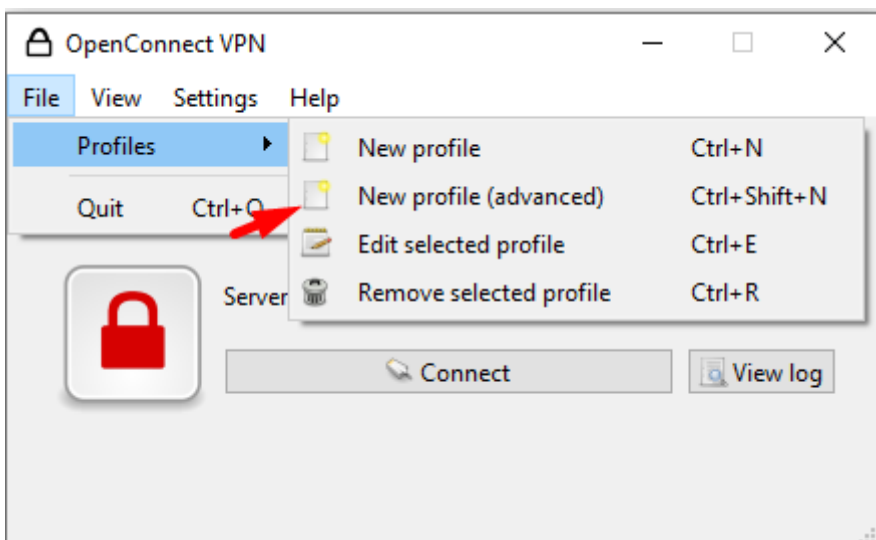 OpenConnect VPN
File View Settings Help
Profiles
Quit Ctrl+Q
New profile Ctrl+N
New profile (advanced) Ctrl+Shift+N
Edit selected profile Ctrl+E
Remove selected profile Ctrl+R
Server
Connect View log